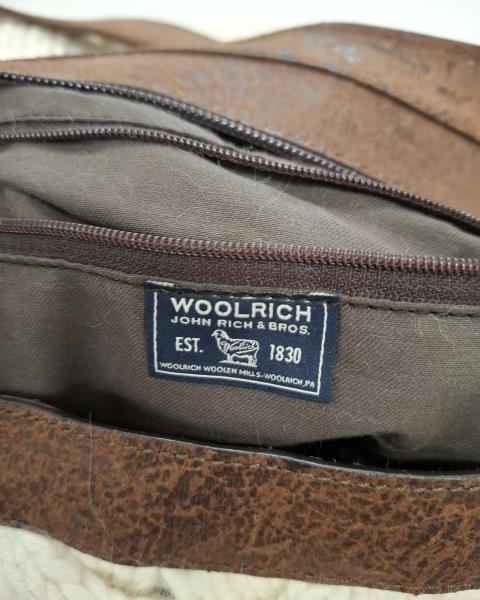 WOOLRICH
JOHN RICH & BROS.
EST. 1830
WOOLRICH WOOLEN MILLS-WOOLRICH, PA